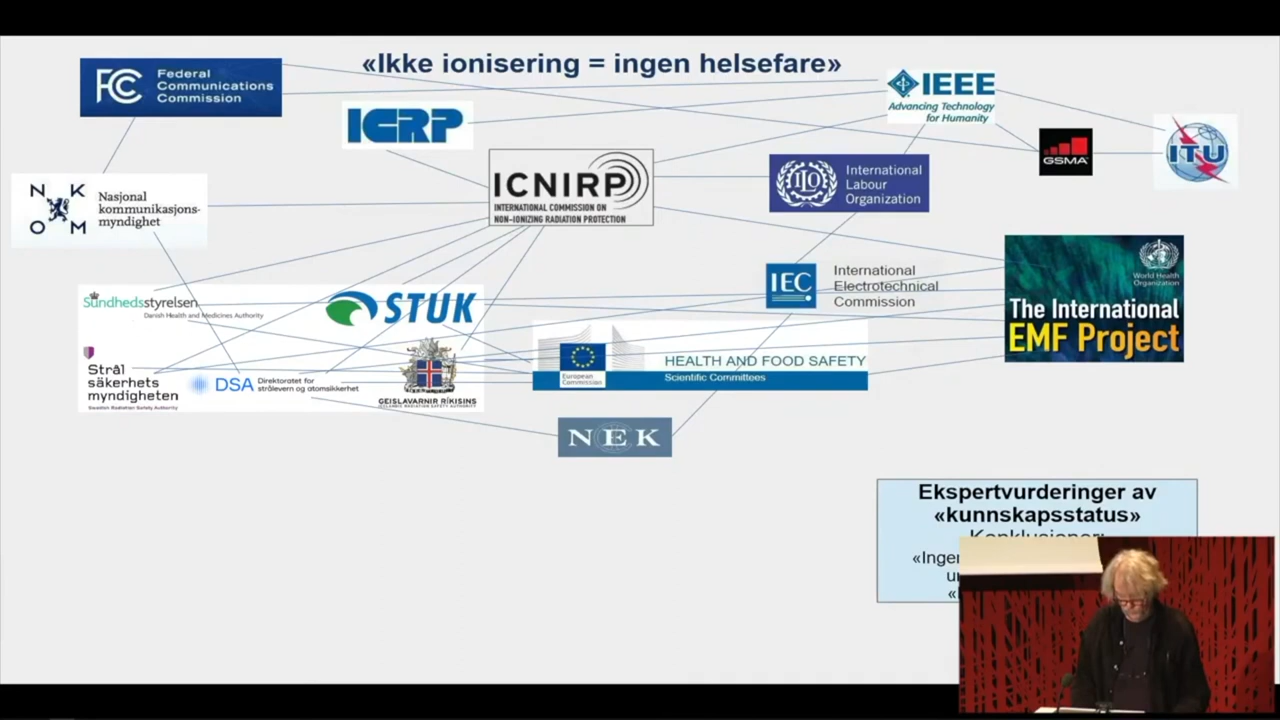 «Ikke ionisering = ingen helsefare»
FCC
Federal
Communications
Commission
ICRP
IEEE
Advancing Technology
for Humanity
GSMA
ITU
N K
O M
Nasjonal
kommunikasjons-
myndighet
ICNIRP
INTERNATIONAL COMMISSION ON
NON-IONIZING RADIATION PROTECTION
ILO
International
Labour
Organization
IEC
International
Electrotechnical
Commission
World Health
Organization
The International
EMF Project
Sundhedsstyrelsen
Danish Health and Medicines Authority
STUK
Strål
säkerhets
myndigheten
Swedish Radiation Safety Authority
DSA
Direktoratet for
strålevern og atomsikkerhet
GEISLAVARNIR RÍKISINS
ICELANDIC RADIATION SAFETY AUTHORITY
European
Commission
HEALTH AND FOOD SAFETY
Scientific Committees
NEK
Ekspertvurderinger av
«kunnskapsstatus»